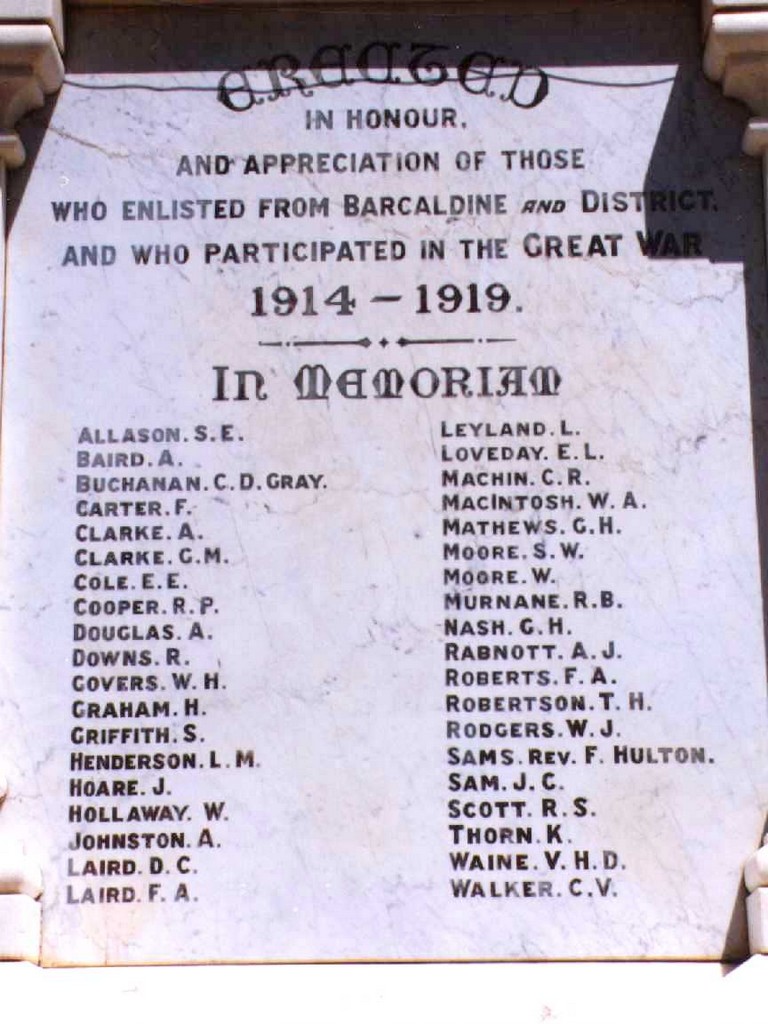 ERECTED
IN HONOUR.
AND APPRECIATION OF THOSE
WHO ENLISTED FROM BARCALDINE AND DISTRICT.
AND WHO PARTICIPATED IN THE GREAT WAR
1914 – 1919.
IN MEMORIAM
ALLASON. S. E.
BAIRD. A.
BUCHANAN. C. D. GRAY.
CARTER. F.
CLARKE. A.
CLARKE. G. M.
COLE. E. E.
COOPER. R. P.
DOUGLAS. A.
DOWNS. R.
GOVERS. W. H.
GRAHAM. H.
GRIFFITH. S.
HENDERSON. L. M.
HOARE. J.
HOLLAWAY. W.
JOHNSTON. A.
LAIRD. D. C.
LAIRD. F. A.
LEYLAND. L.
LOVEDAY. E. L.
MACHIN. C. R.
MACINTOSH. W. A.
MATHEWS. G. H.
MOORE. S. W.
MOORE. W.
MURNANE. R. B.
NASH. G. H.
RABNOTT. A. J.
ROBERTS. F. A.
ROBERTSON. T. H.
RODGERS. W. J.
SAMS. REV. F. HULTON.
SAM. J. C.
SCOTT. R. S.
THORN. K.
WAINE. V. H. D.
WALKER. C. V.